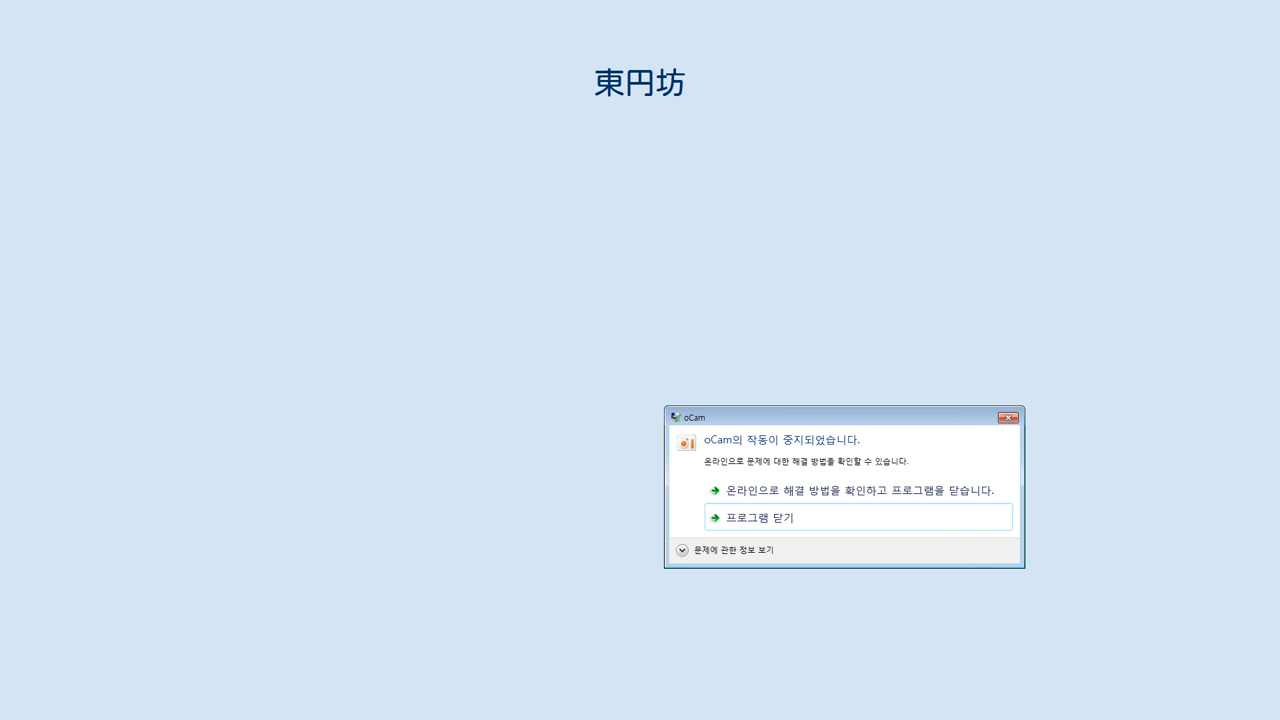 東円坊
oCam
oCam의 작동이 중지되었습니다.
온라인으로 문제에 대한 해결 방법을 확인할 수 있습니다.
온라인으로 해결 방법을 확인하고 프로그램을 닫습니다.
프로그램 닫기
문제에 관한 정보 보기